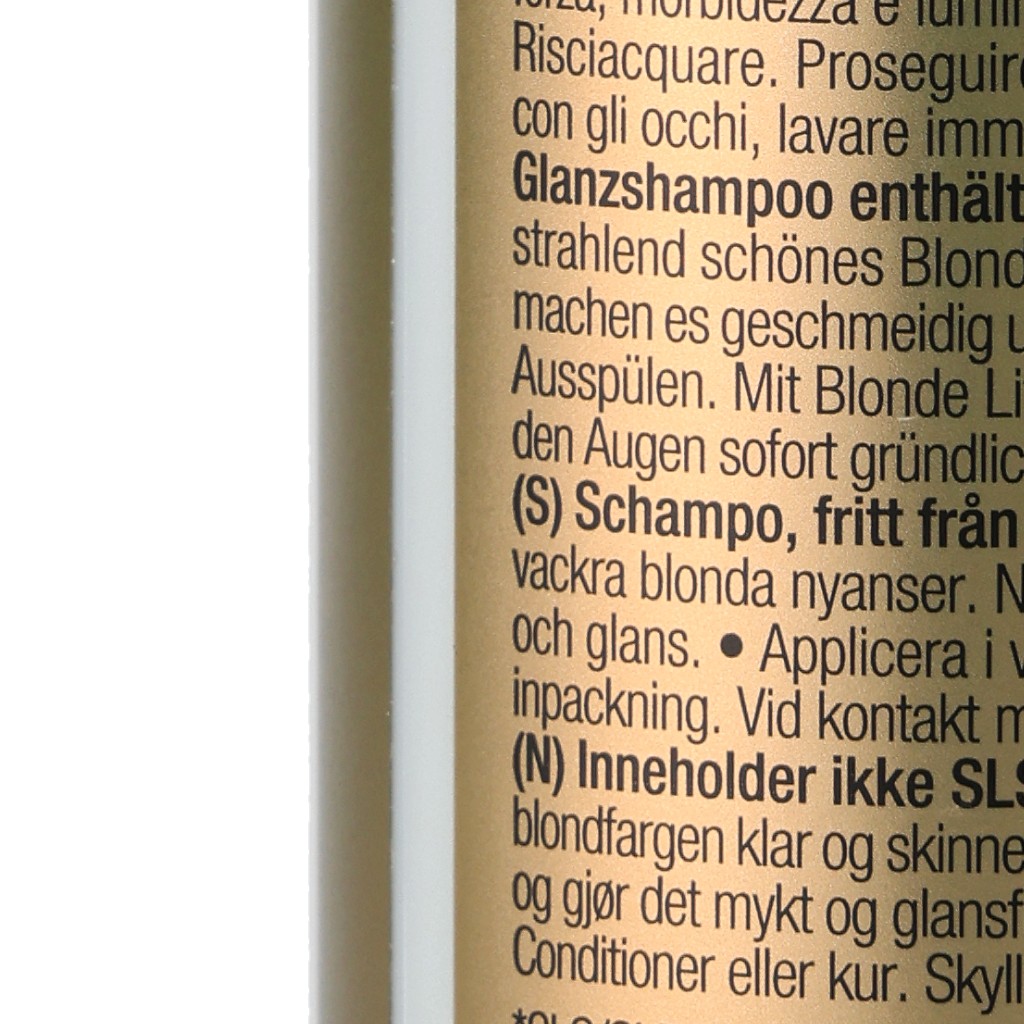 morbidezza e
Risciacquare. Proseguire
con gli occhi, lavare imm
Glanzshampoo enthält
strahlend schönes Blond
machen es geschmeidig u
Ausspülen. Mit Blonde Li
den Augen sofort gründlic
(S) Schampo, fritt från
vackra blonda nyanser. N
och glans. • Applicera i v
inpackning. Vid kontakt m
(N) Inneholder ikke SLS
blondfargen klar og skinne
og gjør det mykt og glansf
Conditioner eller kur. Skyll